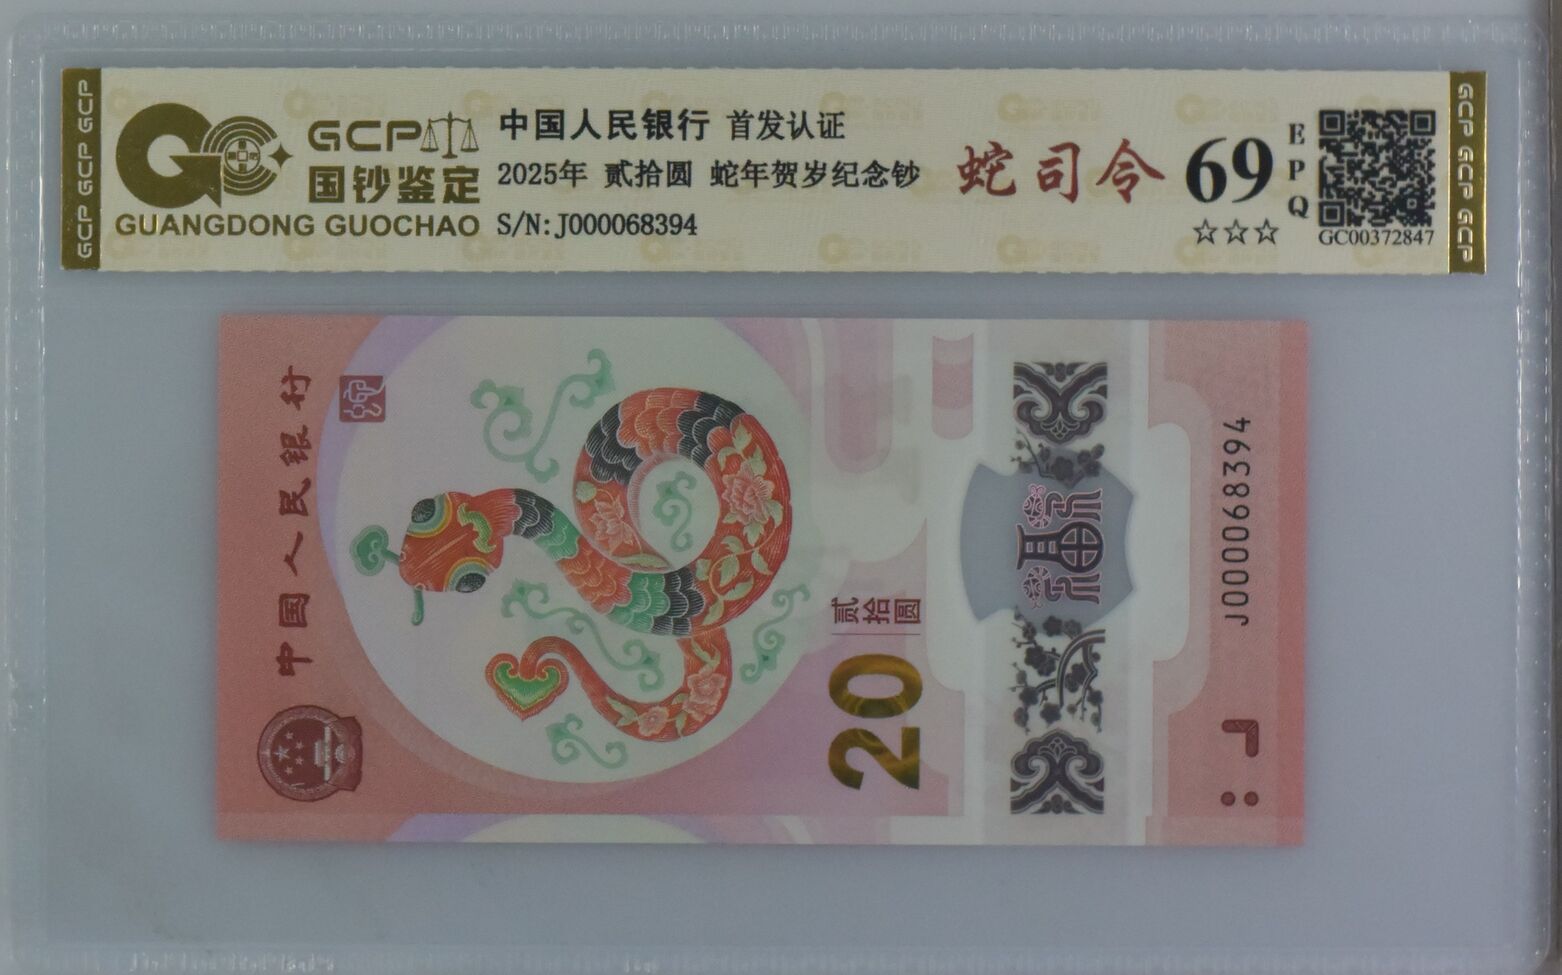 GCP GCP GCP
GCP
国钞鉴定
GUANGDONG GUOCHAO
中国人民银行 首发认证
2025年 贰拾圆 蛇年贺岁纪念钞
S/N:J000068394
蛇司令
69
EPQ
☆☆☆
GC00372847
GCP GCP GCP
中国人民银行
蛇
贰拾圆
20
福
J000068394